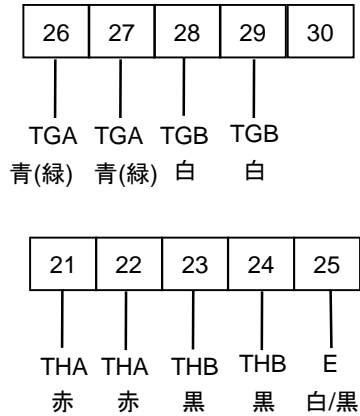 26 27 28 29 30
TGA TGA TGB TGB
青(緑) 青(緑) 白 白
21 22 23 24 25
THA THA THB THB E
赤 赤 黒 黒 白/黒